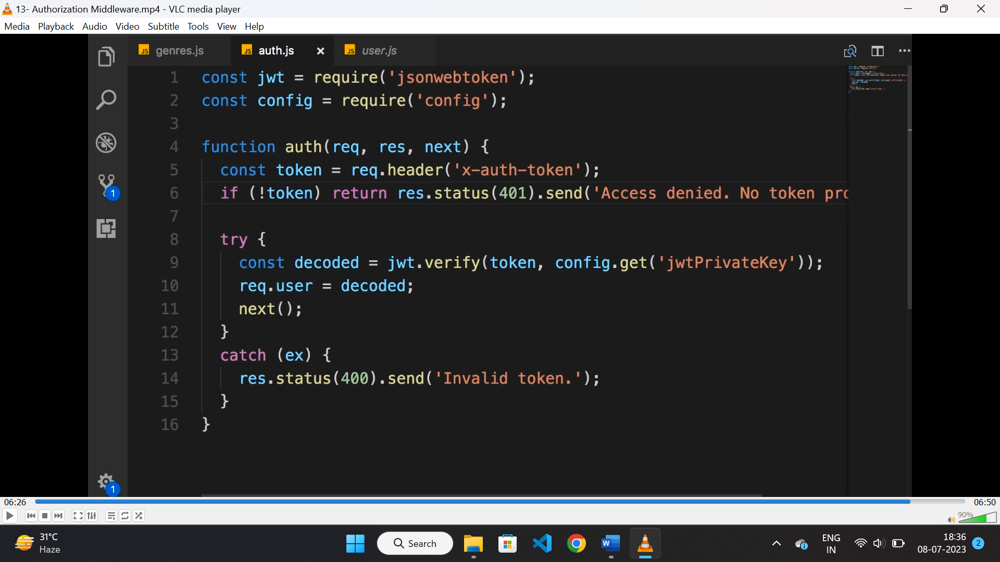 13- Authorization Middleware.mp4 - VLC media player
Media Playback Audio Video Subtitle Tools View Help
JS genres.js JS auth.js × JS user.js
1 const jwt = require('jsonwebtoken');
2 const config = require('config');
3
4 function auth(req, res, next) {
5 const token = req.header('x-auth-token');
6 if (!token) return res.status(401).send('Access denied. No token pro
7
8 try {
9 const decoded = jwt.verify(token, config.get('jwtPrivateKey'));
10 req.user = decoded;
11 next();
12 }
13 catch (ex) {
14 res.status(400).send('Invalid token.');
15 }
16 }
1
1
06:26 06:50
90%
31°C
Haze
Search
W
ENG
IN
18:36
08-07-2023
2